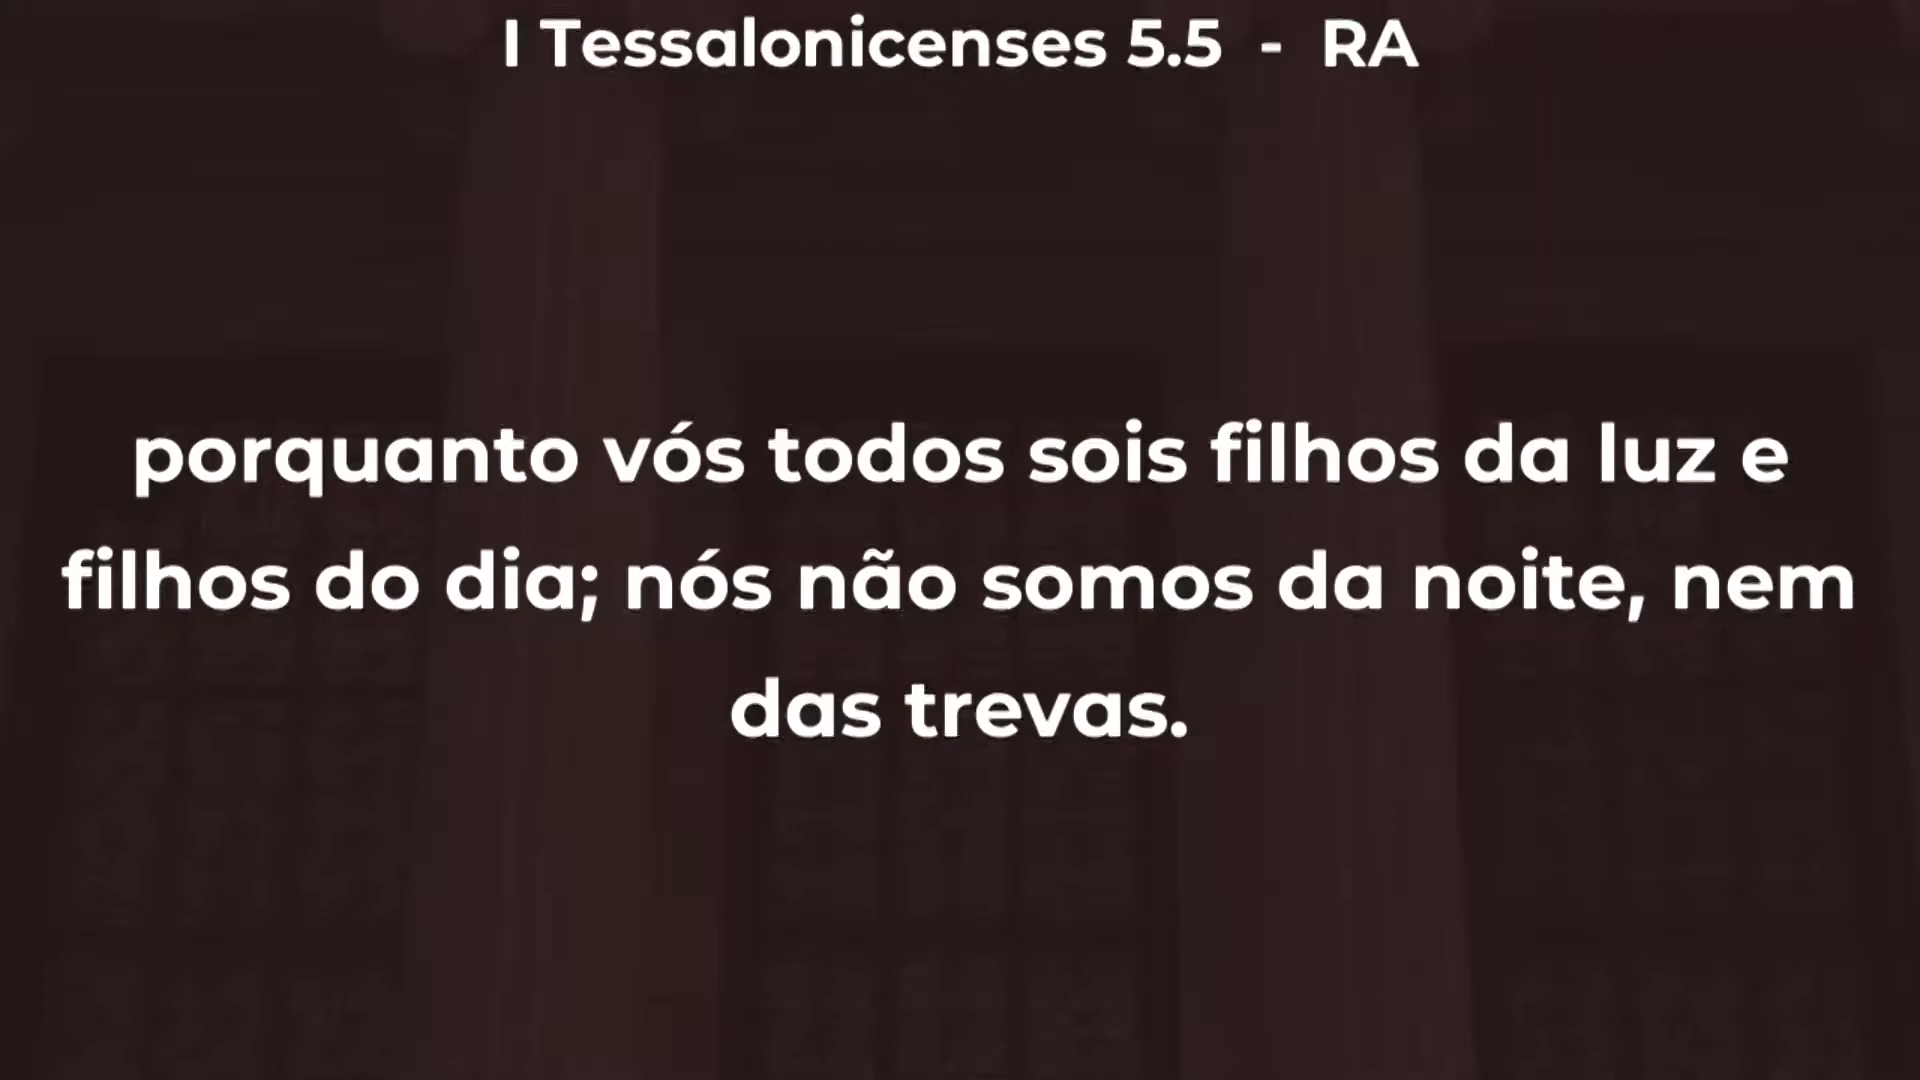 I Tessalonicenses 5.5 - RA
porquanto vós todos sois filhos da luz e
filhos do dia; nós não somos da noite, nem
das trevas.